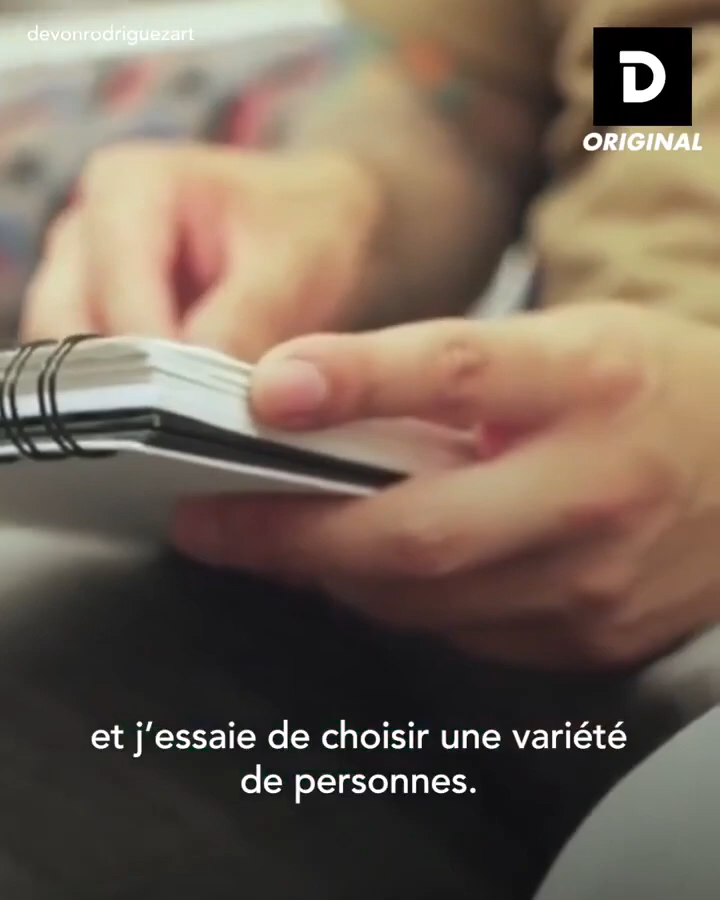 devonrodriguezart
D
ORIGINAL
et j’essaie de choisir une variété
de personnes.